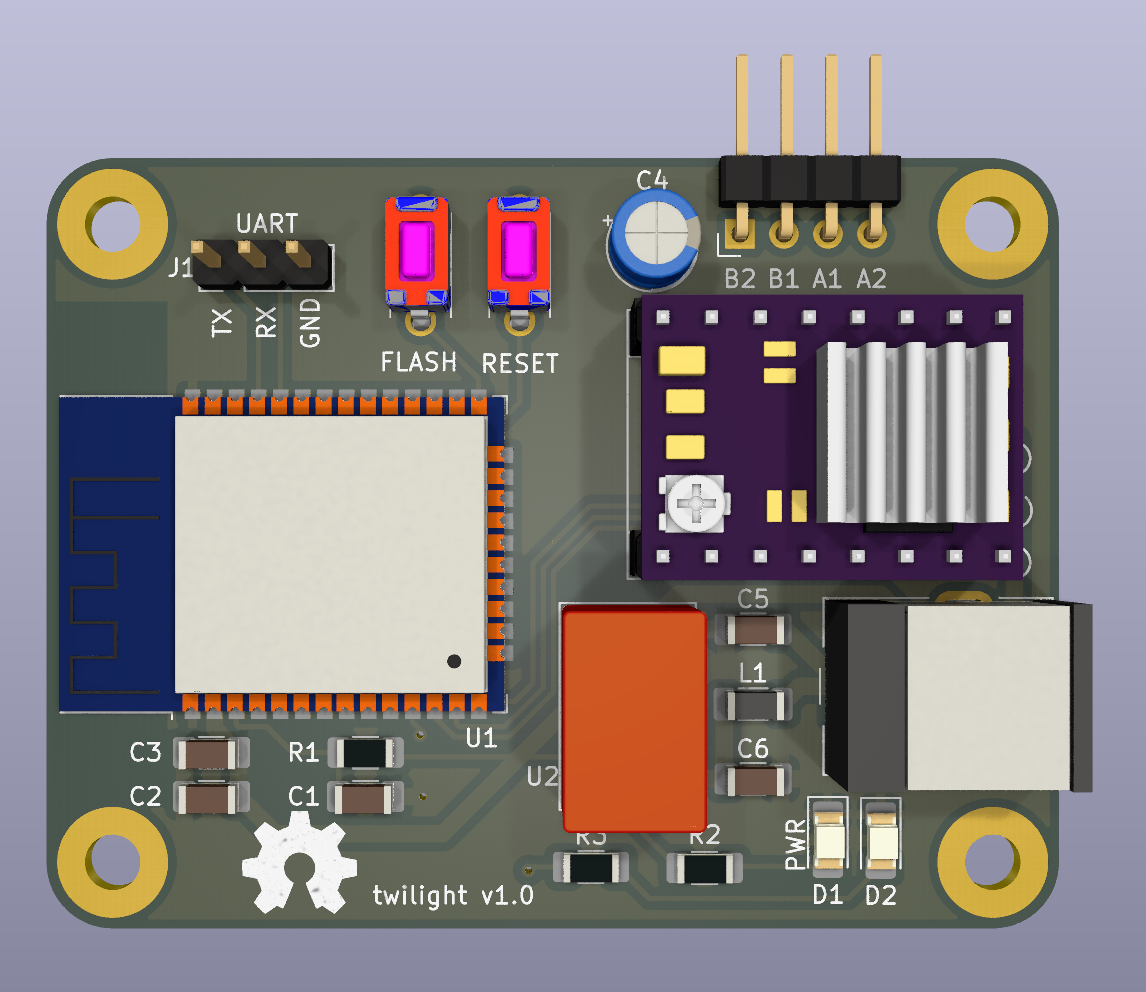 C4
UART
J1
TX
RX
GND
B2 B1 A1 A2
FLASH
RESET
C5
L1
U1
C3
R1
C6
U2
C2
C1
R3
R2
PWR
twilight v1.0
D1
D2